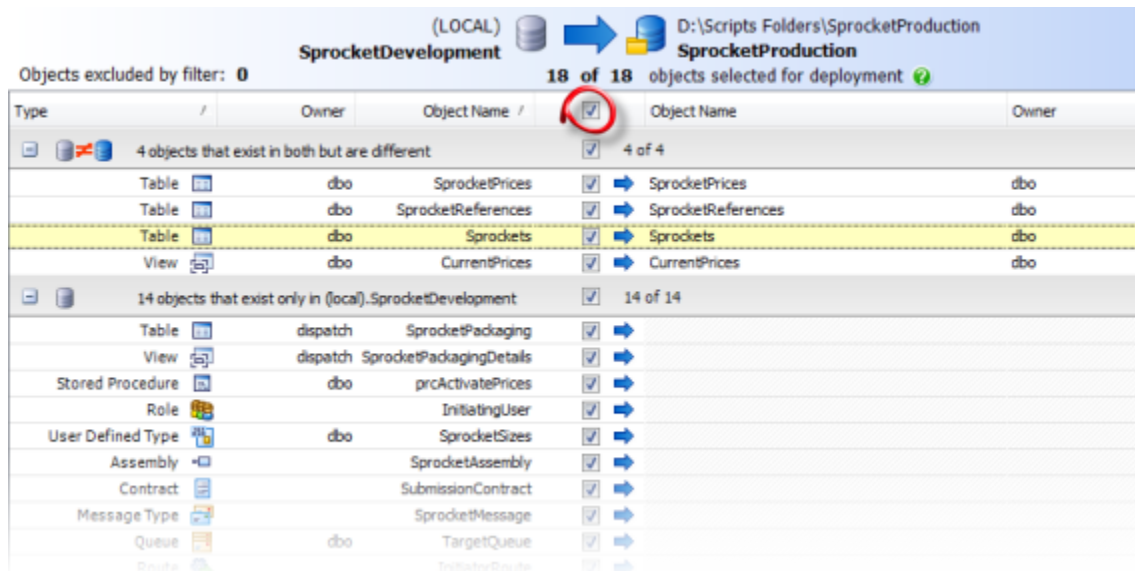 (LOCAL) D:\Scripts Folders\SprocketProduction
SprocketDevelopment SprocketProduction
Objects excluded by filter: 0 18 of 18 objects selected for deployment ?
Type / Owner Object Name / Object Name Owner
4 objects that exist in both but are different 4 of 4
Table dbo SprocketPrices SprocketPrices dbo
Table dbo SprocketReferences SprocketReferences dbo
Table dbo Sprockets Sprockets dbo
View dbo CurrentPrices CurrentPrices dbo
14 objects that exist only in (local).SprocketDevelopment 14 of 14
Table dispatch SprocketPackaging
View dispatch SprocketPackagingDetails
Stored Procedure dbo prcActivatePrices
Role InitiatingUser
User Defined Type dbo SprocketSizes
Assembly SprocketAssembly
Contract SubmissionContract
Message Type SprocketMessage
Queue dbo TargetQueue
Route InitiatorRoute